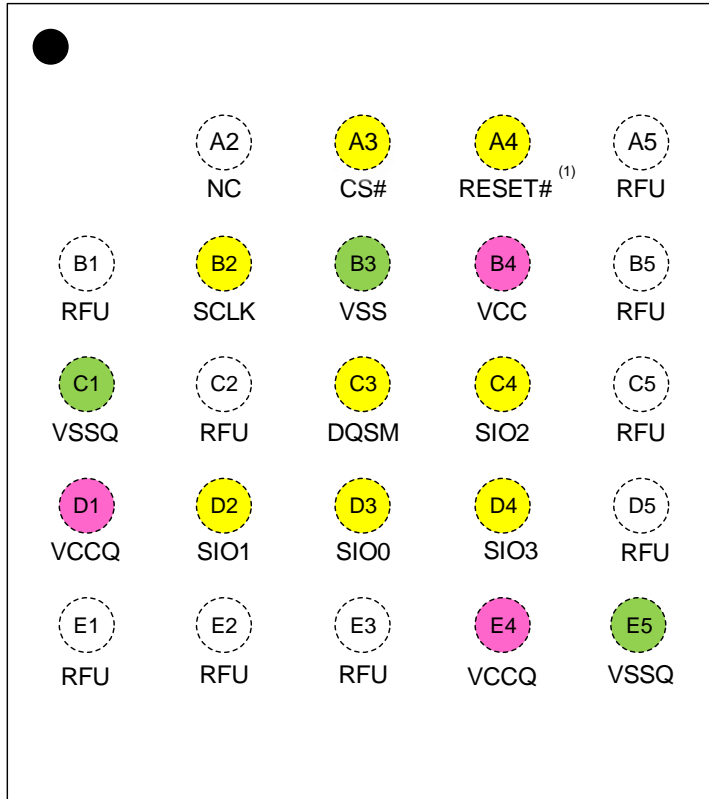 A2 A3 A4 A5
NC CS# RESET# (1) RFU
B1 B2 B3 B4 B5
RFU SCLK VSS VCC RFU
C1 C2 C3 C4 C5
VSSQ RFU DQSM SIO2 RFU
D1 D2 D3 D4 D5
VCCQ SIO1 SIO0 SIO3 RFU
E1 E2 E3 E4 E5
RFU RFU RFU VCCQ VSSQ